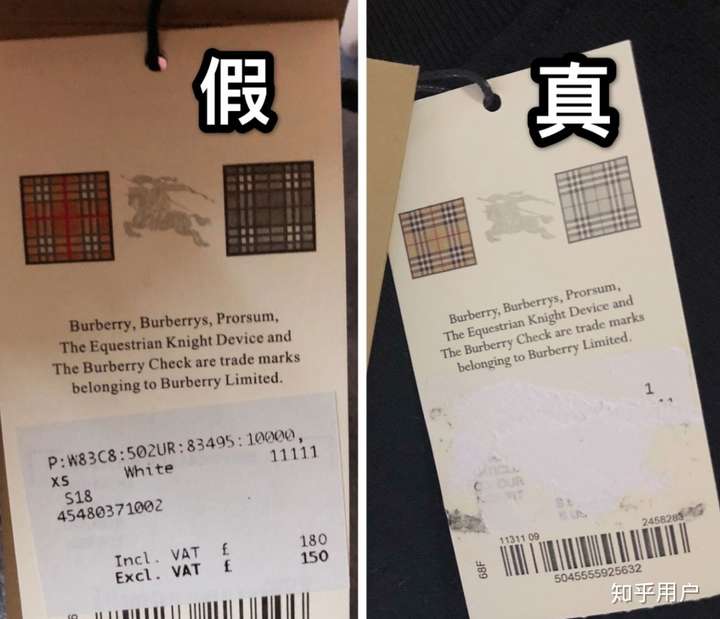 假
Burberry, Burberrys, Prorsum,
The Equestrian Knight Device and
The Burberry Check are trade marks
belonging to Burberry Limited.
P:W83C8:502UR:83495:10000,
XS White 11111
S18
45480371002
Incl. VAT £ 180
Excl. VAT £ 150
真
Burberry, Burberrys, Prorsum,
The Equestrian Knight Device and
The Burberry Check are trade marks
belonging to Burberry Limited.
1
11311 09
2458283
68F
5045555925632
知乎用户